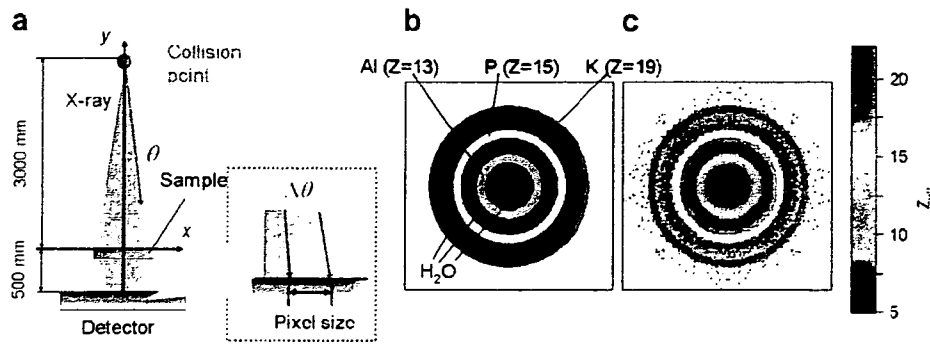 a
y
Collision
point
X-ray
θ
Sample
x
3000 mm
500 mm
Detector
Δθ
Pixel size
b
Al (Z=13)
P (Z=15)
K (Z=19)
H₂O
c
20
15
10
5